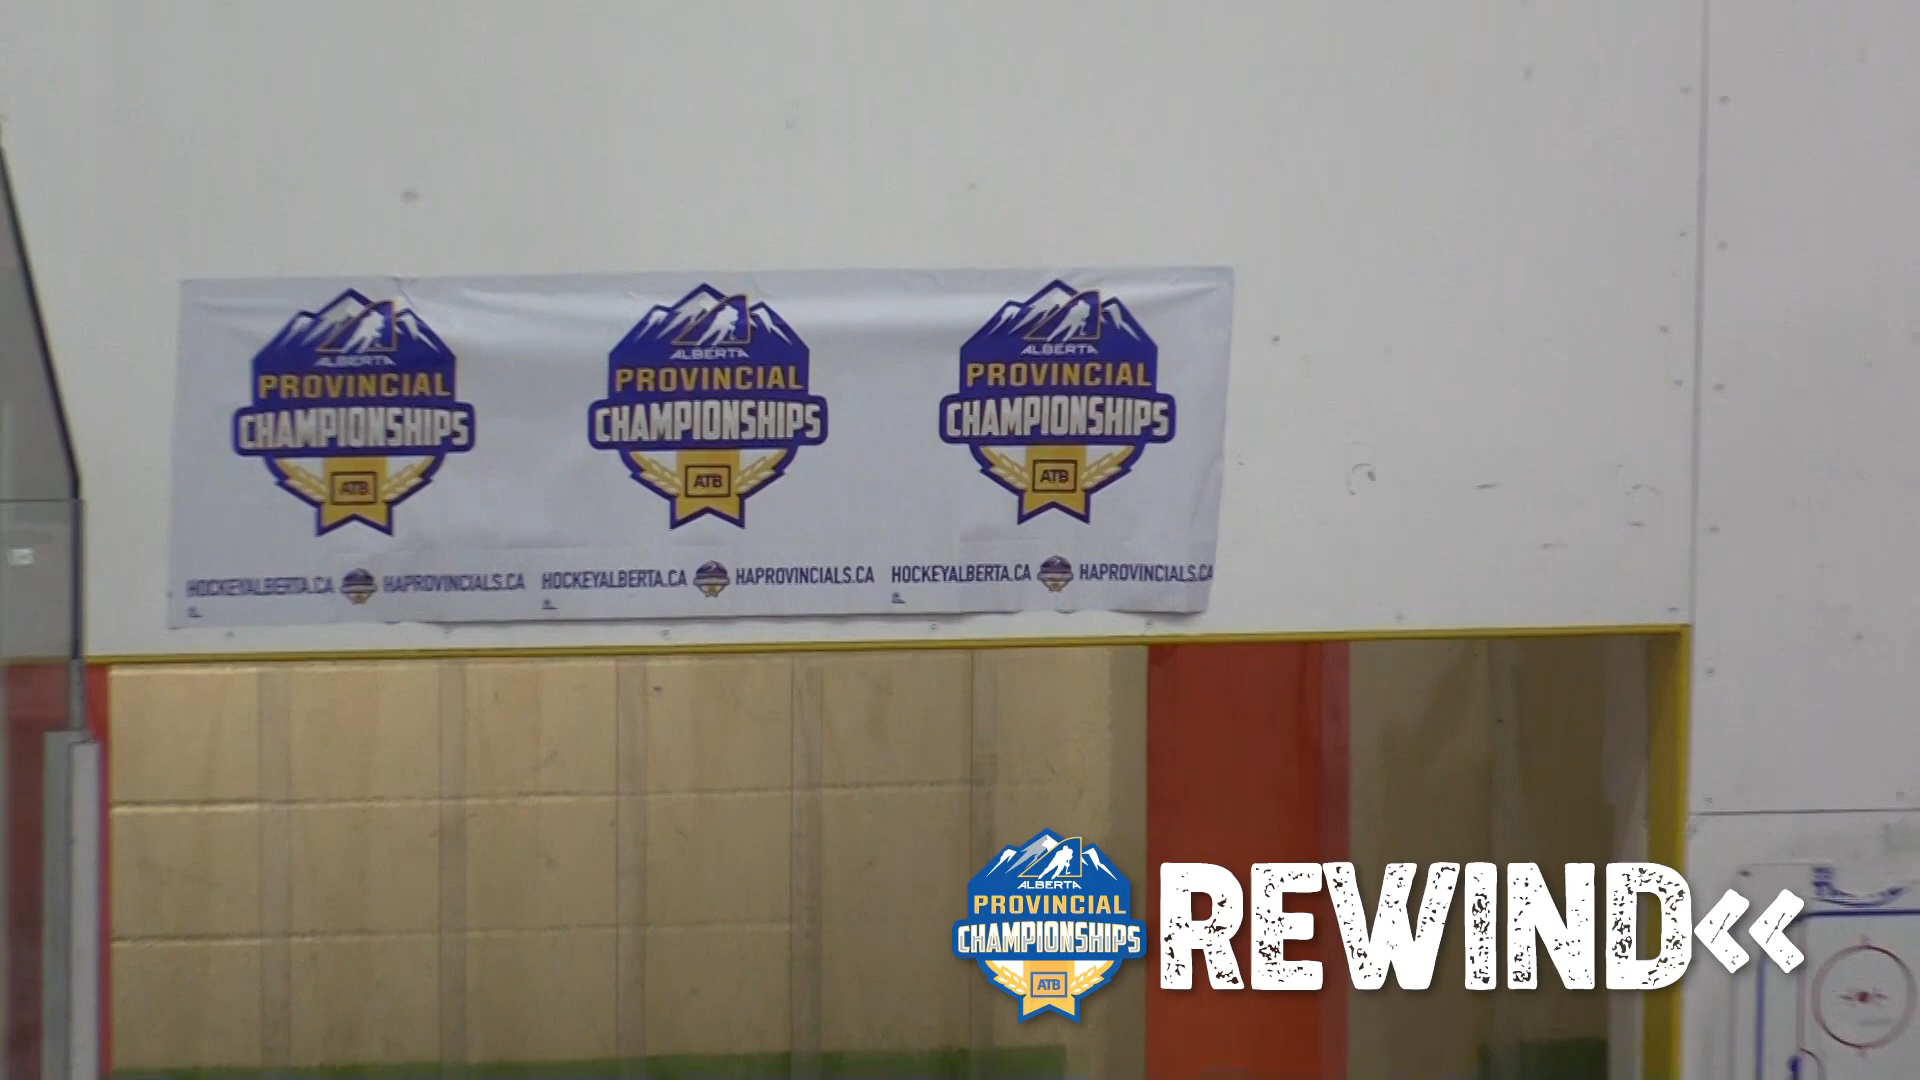 ALBERTA
PROVINCIAL
CHAMPIONSHIPS
ATB
ALBERTA
PROVINCIAL
CHAMPIONSHIPS
ATB
ALBERTA
PROVINCIAL
CHAMPIONSHIPS
ATB
HOCKEYALBERTA.CA HAPROVINCIALS.CA HOCKEYALBERTA.CA HAPROVINCIALS.CA HOCKEYALBERTA.CA HAPROVINCIALS.CA
ALBERTA
PROVINCIAL
CHAMPIONSHIPS
ATB
REWIND